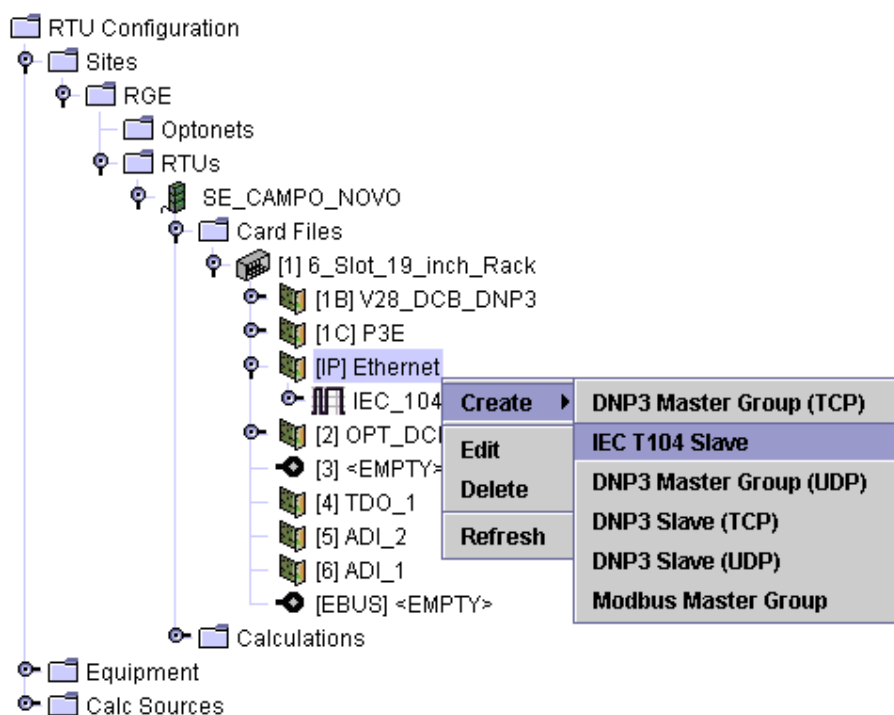 RTU Configuration
Sites
RGE
Optonets
RTUs
SE_CAMPO_NOVO
Card Files
[1] 6_Slot_19_inch_Rack
[1B] V28_DCB_DNP3
[1C] P3E
[IP] Ethernet
IEC_104
[2] OPT_DC
[3] <EMPTY>
[4] TDO_1
[5] ADI_2
[6] ADI_1
[EBUS] <EMPTY>
Calculations
Equipment
Calc Sources
Create
Edit
Delete
Refresh
DNP3 Master Group (TCP)
IEC T104 Slave
DNP3 Master Group (UDP)
DNP3 Slave (TCP)
DNP3 Slave (UDP)
Modbus Master Group